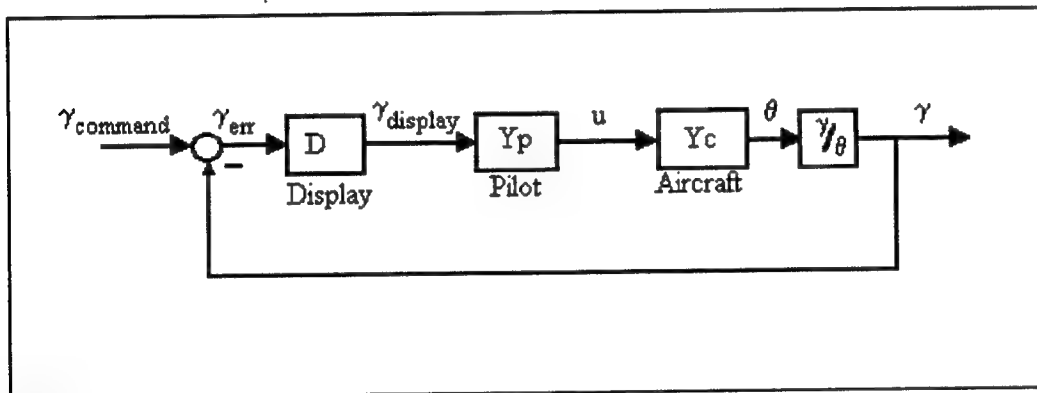 γcommand
γerr
D
Display
γdisplay
Yp
Pilot
u
Yc
Aircraft
θ
γ/θ
γ